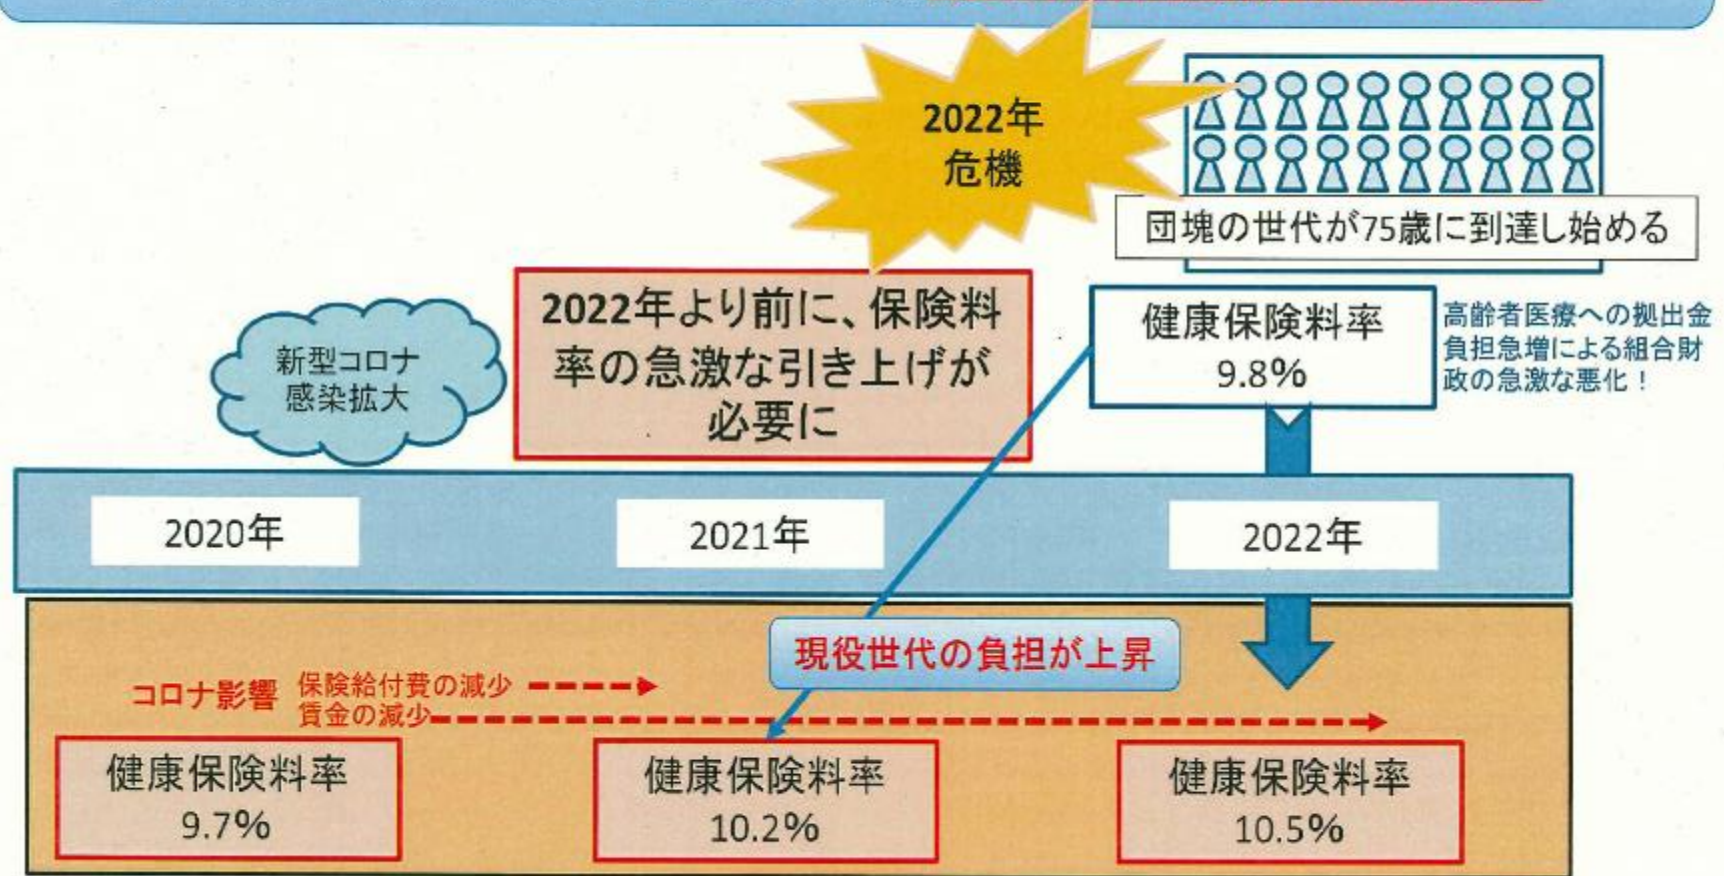 2022年
危機
団塊の世代が75歳に到達し始める
新型コロナ
感染拡大
2022年より前に、保険料
率の急激な引き上げが
必要に
健康保険料率
9.8%
高齢者医療への拠出金
負担急増による組合財
政の急激な悪化！
2020年
2021年
2022年
現役世代の負担が上昇
コロナ影響
保険給付費の減少
賃金の減少
健康保険料率
9.7%
健康保険料率
10.2%
健康保険料率
10.5%